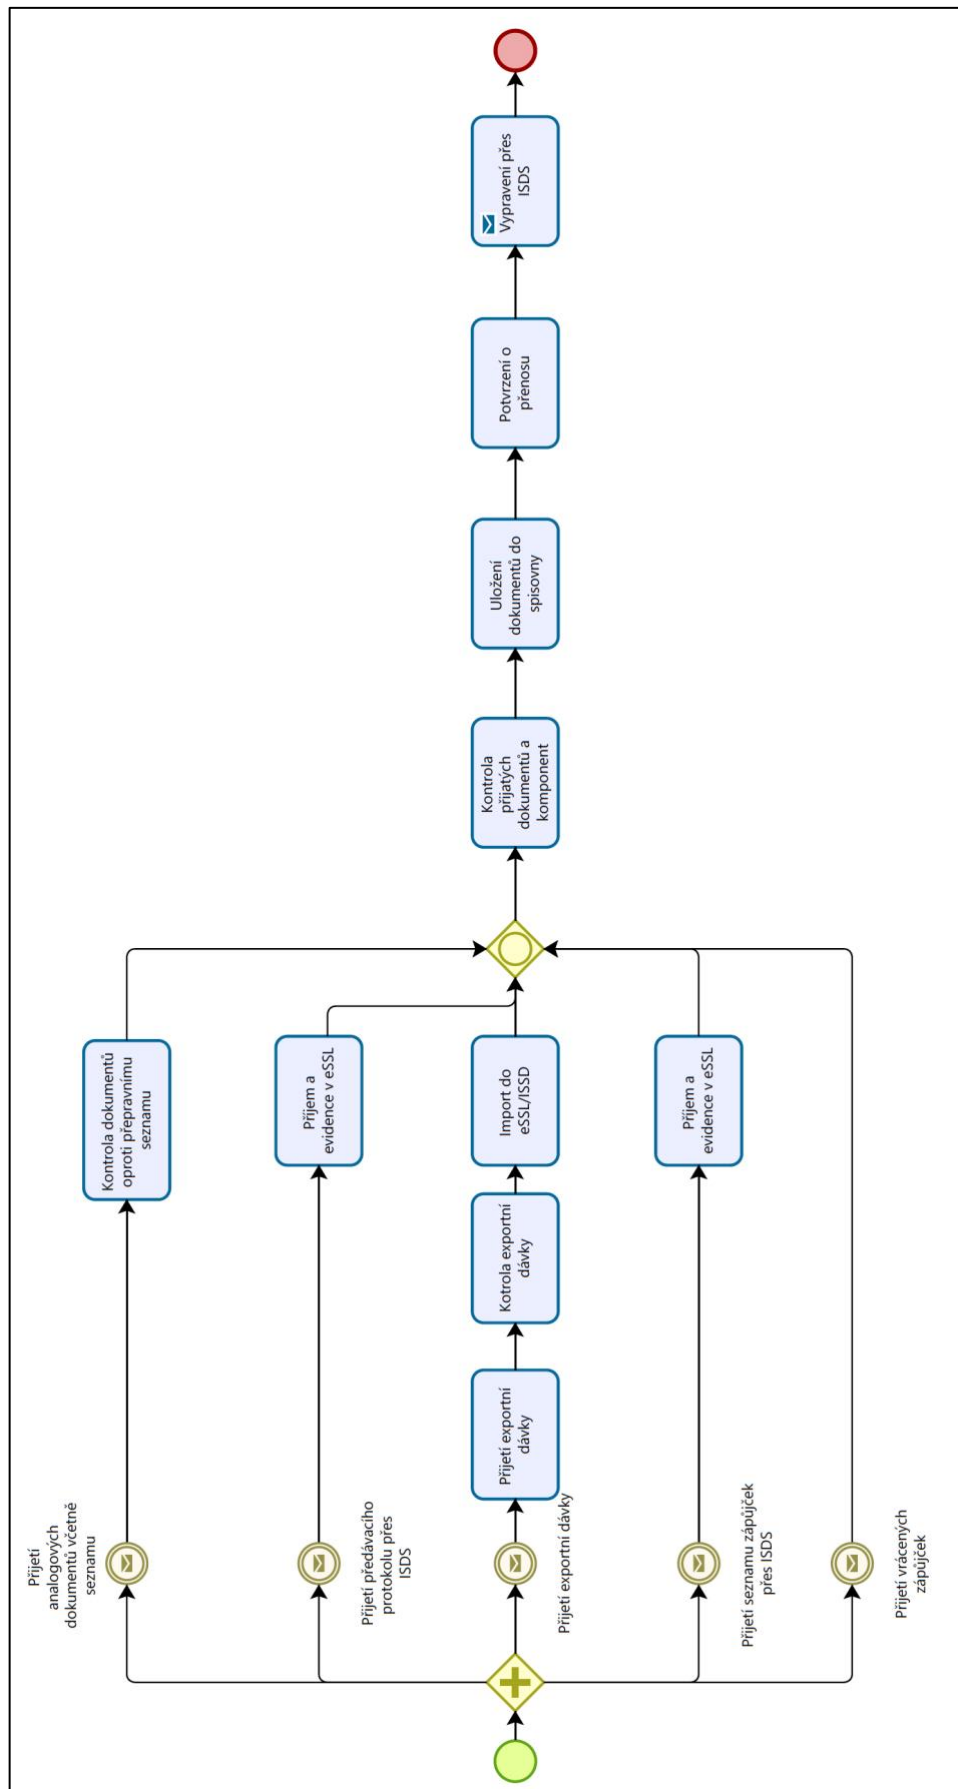 Přijetí
analogových
dokumentů včetně
seznamu
Kontrola dokumentů
oproti přepravnímu
seznamu
Přijetí předávacího
protokolu přes
ISDS
Příjem a
evidence v eSSL
Přijetí exportní dávky
Přijetí exportní
dávky
Kotrola exportní
dávky
Import do
eSSL/ISSD
Přijetí seznamu zápůjček
přes ISDS
Příjem a
evidence v eSSL
Přijetí vrácených
zápůjček
Kontrola
přijatých
dokumentů a
komponent
Uložení
dokumentů do
spisovny
Potvrzení o
přenosu
Vypravení přes
ISDS